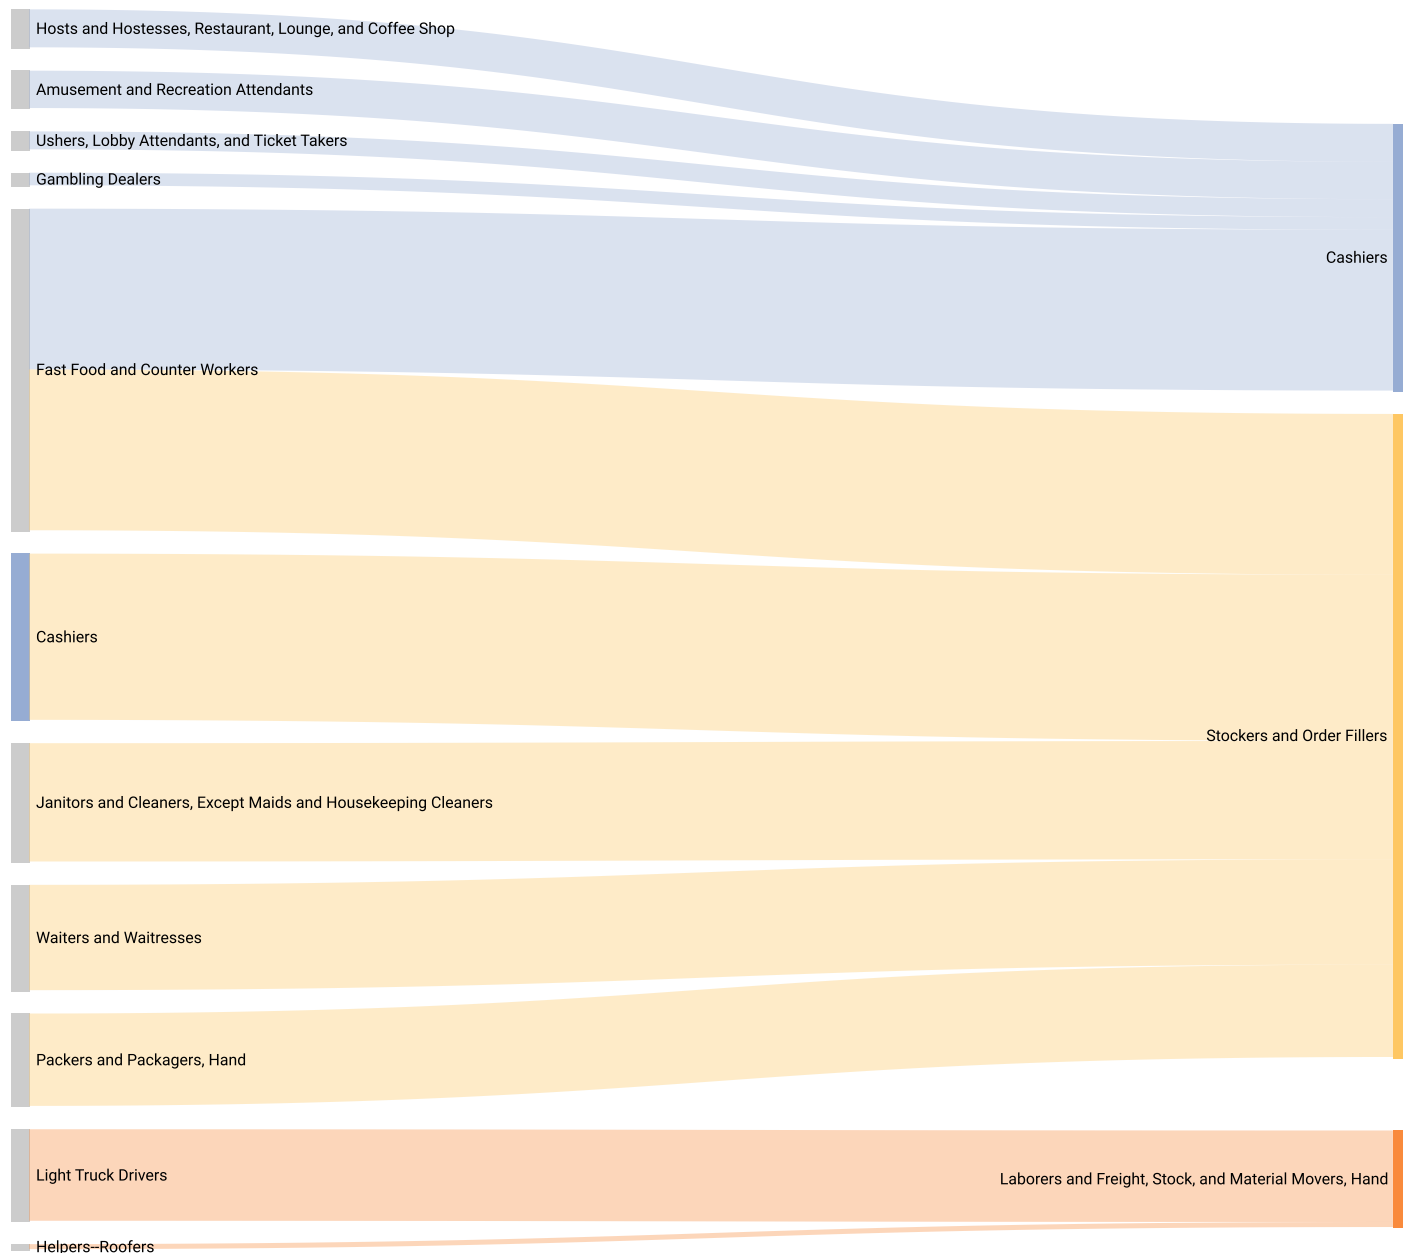 Hosts and Hostesses, Restaurant, Lounge, and Coffee Shop
Amusement and Recreation Attendants
Ushers, Lobby Attendants, and Ticket Takers
Gambling Dealers
Cashiers
Fast Food and Counter Workers
Cashiers
Stockers and Order Fillers
Janitors and Cleaners, Except Maids and Housekeeping Cleaners
Waiters and Waitresses
Packers and Packagers, Hand
Light Truck Drivers
Laborers and Freight, Stock, and Material Movers, Hand
Helpers--Roofers